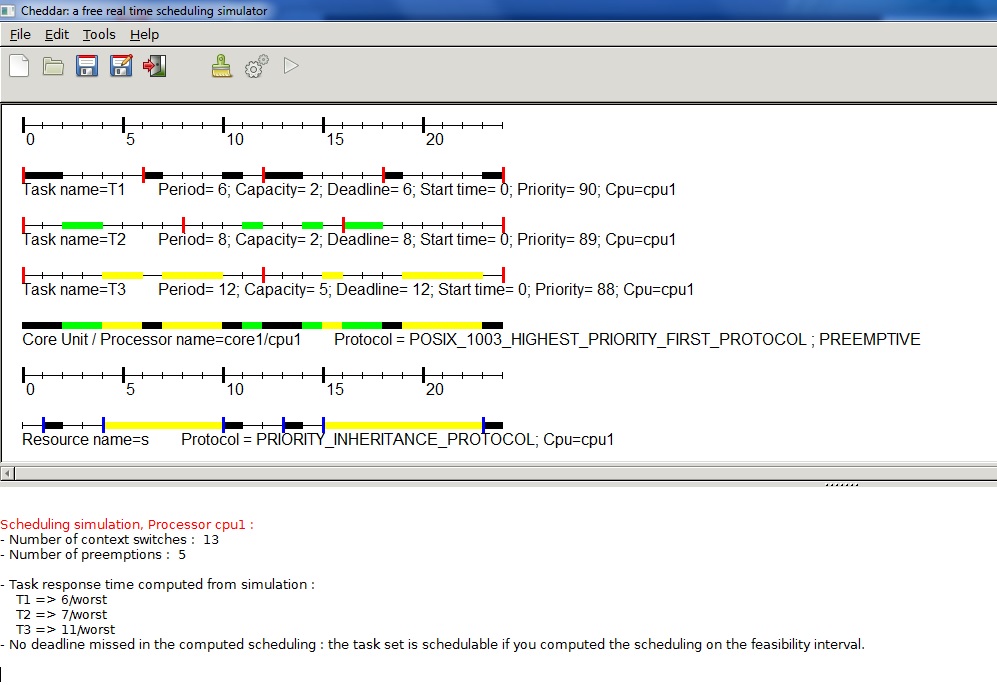 Cheddar: a free real time scheduling simulator
File Edit Tools Help
0 5 10 15 20
Task name=T1 Period= 6; Capacity= 2; Deadline= 6; Start time= 0; Priority= 90; Cpu=cpu1
Task name=T2 Period= 8; Capacity= 2; Deadline= 8; Start time= 0; Priority= 89; Cpu=cpu1
Task name=T3 Period= 12; Capacity= 5; Deadline= 12; Start time= 0; Priority= 88; Cpu=cpu1
Core Unit / Processor name=core1/cpu1 Protocol = POSIX_1003_HIGHEST_PRIORITY_FIRST_PROTOCOL ; PREEMPTIVE
0 5 10 15 20
Resource name=s Protocol = PRIORITY_INHERITANCE_PROTOCOL; Cpu=cpu1
Scheduling simulation, Processor cpu1 :
- Number of context switches : 13
- Number of preemptions : 5
- Task response time computed from simulation :
T1 => 6/worst
T2 => 7/worst
T3 => 11/worst
- No deadline missed in the computed scheduling : the task set is schedulable if you computed the scheduling on the feasibility interval.